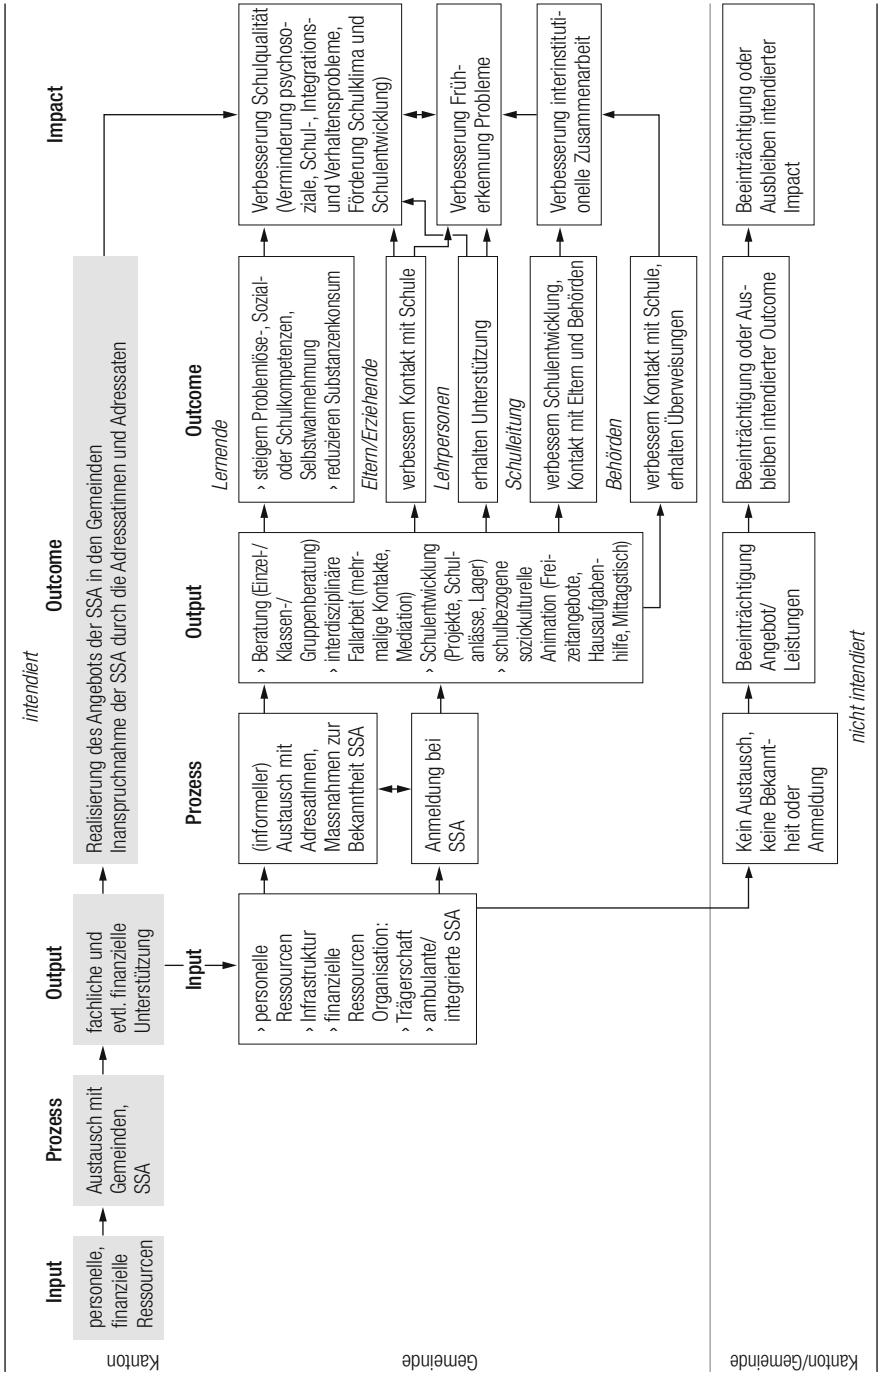 intendiert
Kanton
Input
personelle,
finanzielle
Ressourcen
Prozess
Austausch mit
Gemeinden,
SSA
Output
fachliche und
evtl. finanzielle
Unterstützung
Outcome
Realisierung des Angebots der SSA in den Gemeinden
Inanspruchnahme der SSA durch die Adressatinnen und Adressaten
Impact
Gemeinde
Input
› personelle
Ressourcen
› Infrastruktur
› finanzielle
Ressourcen
Organisation:
› Trägerschaft
› ambulante/
integrierte SSA
Prozess
(informeller)
Austausch mit
AdresatInnen,
Massnahmen zur
Bekanntheit SSA
Anmeldung bei
SSA
Output
› Beratung (Einzel-/
Klassen-/
Gruppenberatung)
› interdisziplinäre
Fallarbeit (mehr-
malige Kontakte,
Mediation)
› Schulentwicklung
(Projekte, Schul-
anlässe, Lager)
› schulbezogene
soziokulturelle
Animation (Frei-
zeitangebote,
Hausaufgaben-
hilfe, Mittagstisch)
Outcome
Lernende
› steigern Problemlöse-, Sozial-
oder Schulkompetenzen,
Selbstwahrnehmung
› reduzieren Substanzenkonsum
Eltern/Erziehende
verbessern Kontakt mit Schule
Lehrpersonen
erhalten Unterstützung
Schulleitung
verbessern Schulentwicklung,
Kontakt mit Eltern und Behörden
Behörden
verbessern Kontakt mit Schule,
erhalten Überweisungen
Verbesserung Schulqualität
(Verminderung psychoso-
ziale, Schul-, Integrations-
und Verhaltensprobleme,
Förderung Schulklima und
Schulentwicklung)
Verbesserung Früh-
erkennung Probleme
Verbesserung interinstituti-
onelle Zusammenarbeit
Kanton/Gemeinde
Kein Austausch,
keine Bekannt-
heit oder
Anmeldung
Beeinträchtigung
Angebot/
Leistungen
Beeinträchtigung oder Aus-
bleiben intendierter Outcome
Beeinträchtigung oder
Ausbleiben intendierter
Impact
nicht intendiert